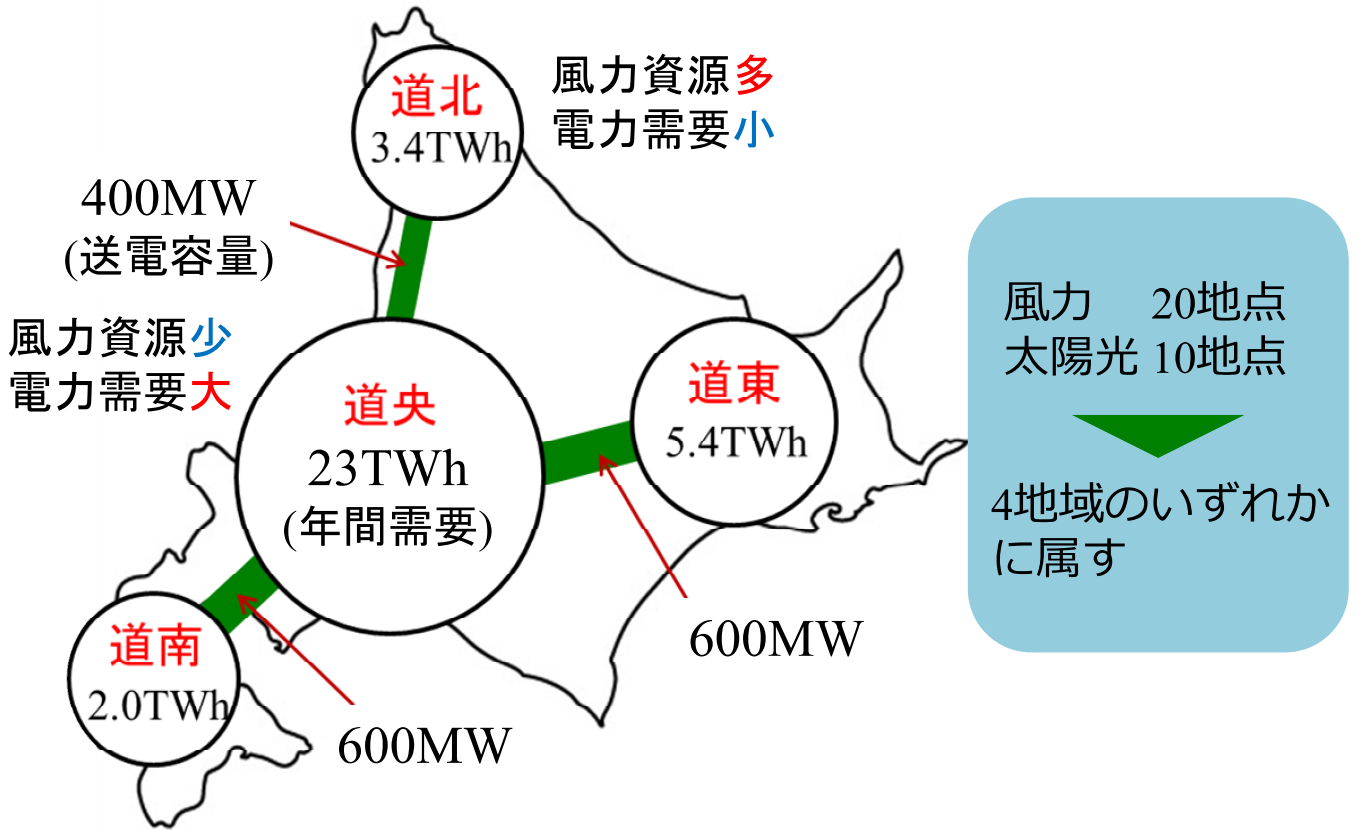 道北
3.4TWh
風力資源多
電力需要小
400MW
(送電容量)
風力資源少
電力需要大
道央
23TWh
(年間需要)
道東
5.4TWh
600MW
道南
2.0TWh
600MW
風力 20地点
太陽光 10地点
4地域のいずれか
に属す